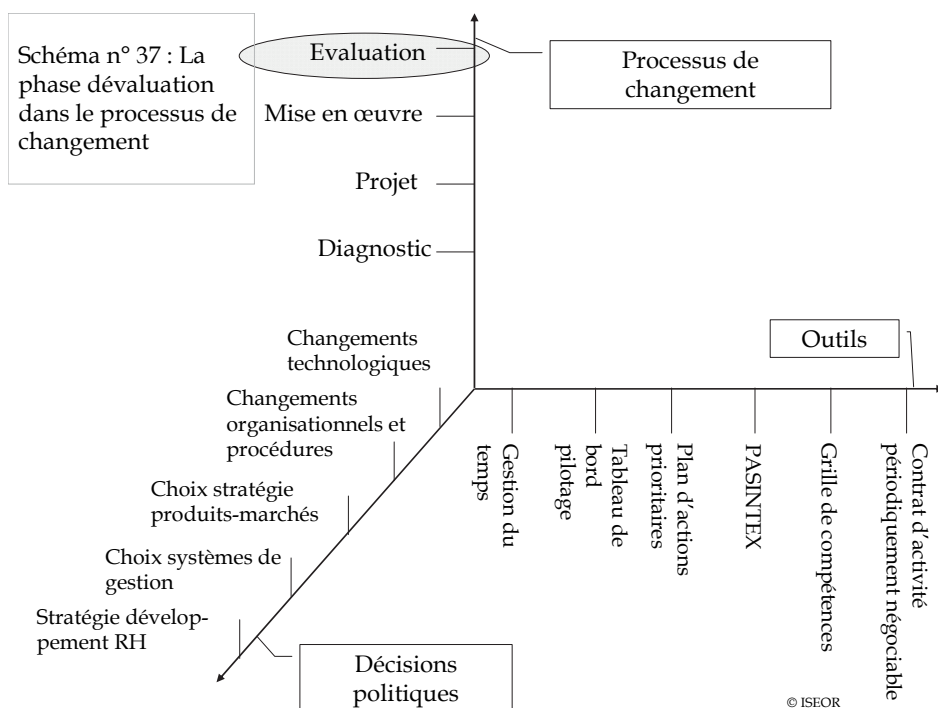 Schéma n° 37 : La
phase dévaluation
dans le processus de
changement
Evaluation
Processus de
changement
Mise en œuvre
Projet
Diagnostic
Outils
Changements
technologiques
Changements
organisationnels et
procédures
Choix stratégie
produits-marchés
Choix systèmes de
gestion
Stratégie dévelop-
pement RH
Décisions
politiques
Gestion du
temps
Tableau de
bord
pilotage
Plan d'actions
prioritaires
PASINTEX
Grille de compétences
Contrat d'activité
périodiquement négociable
© ISEOR